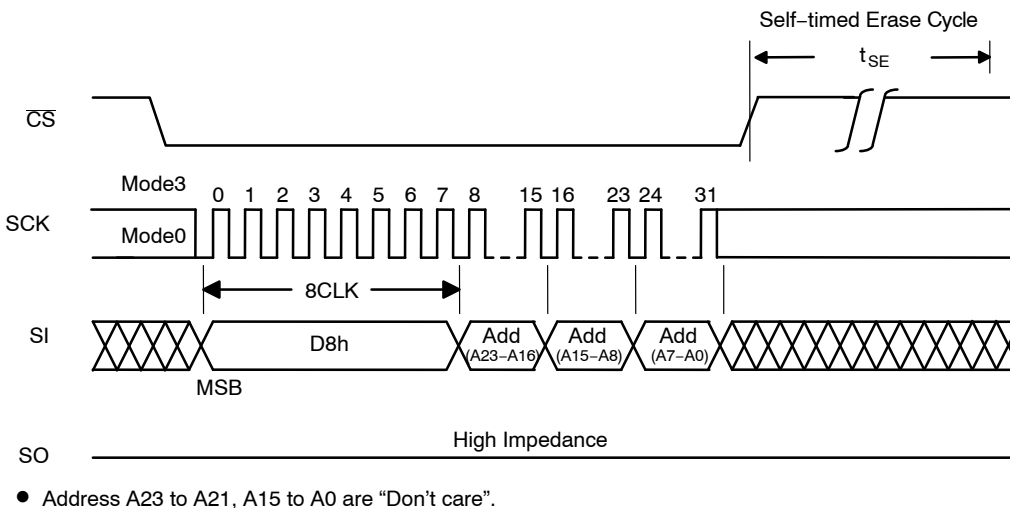 Self−timed Erase Cycle
tSE
CS
Mode3
0 1 2 3 4 5 6 7 8 15 16 23 24 31
SCK
Mode0
8CLK
SI
D8h
Add
(A23−A16)
Add
(A15−A8)
Add
(A7−A0)
MSB
High Impedance
SO
● Address A23 to A21, A15 to A0 are “Don’t care”.